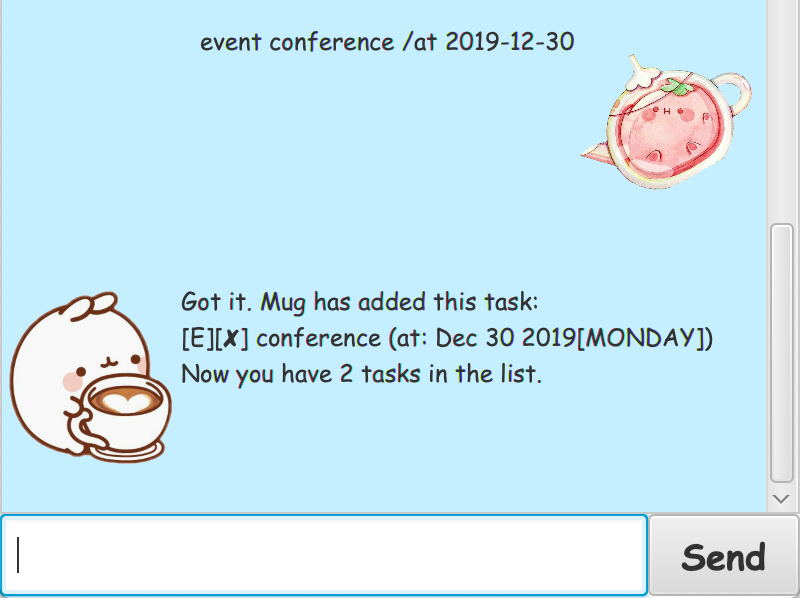 event conference /at 2019-12-30
Got it. Mug has added this task:
[E][✘] conference (at: Dec 30 2019[MONDAY])
Now you have 2 tasks in the list.
Send